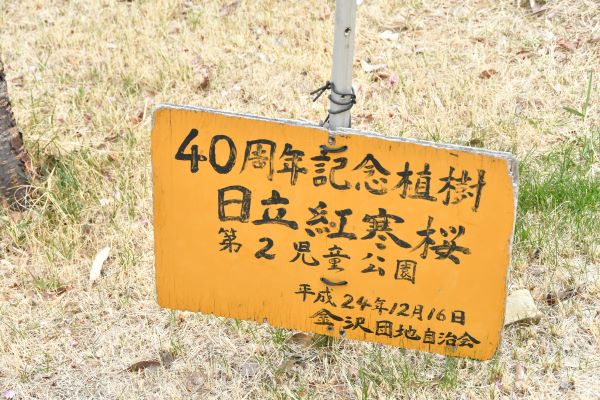 40周年記念植樹
日立紅寒桜
第2児童公園
平成24年12月16日
金沢団地自治会